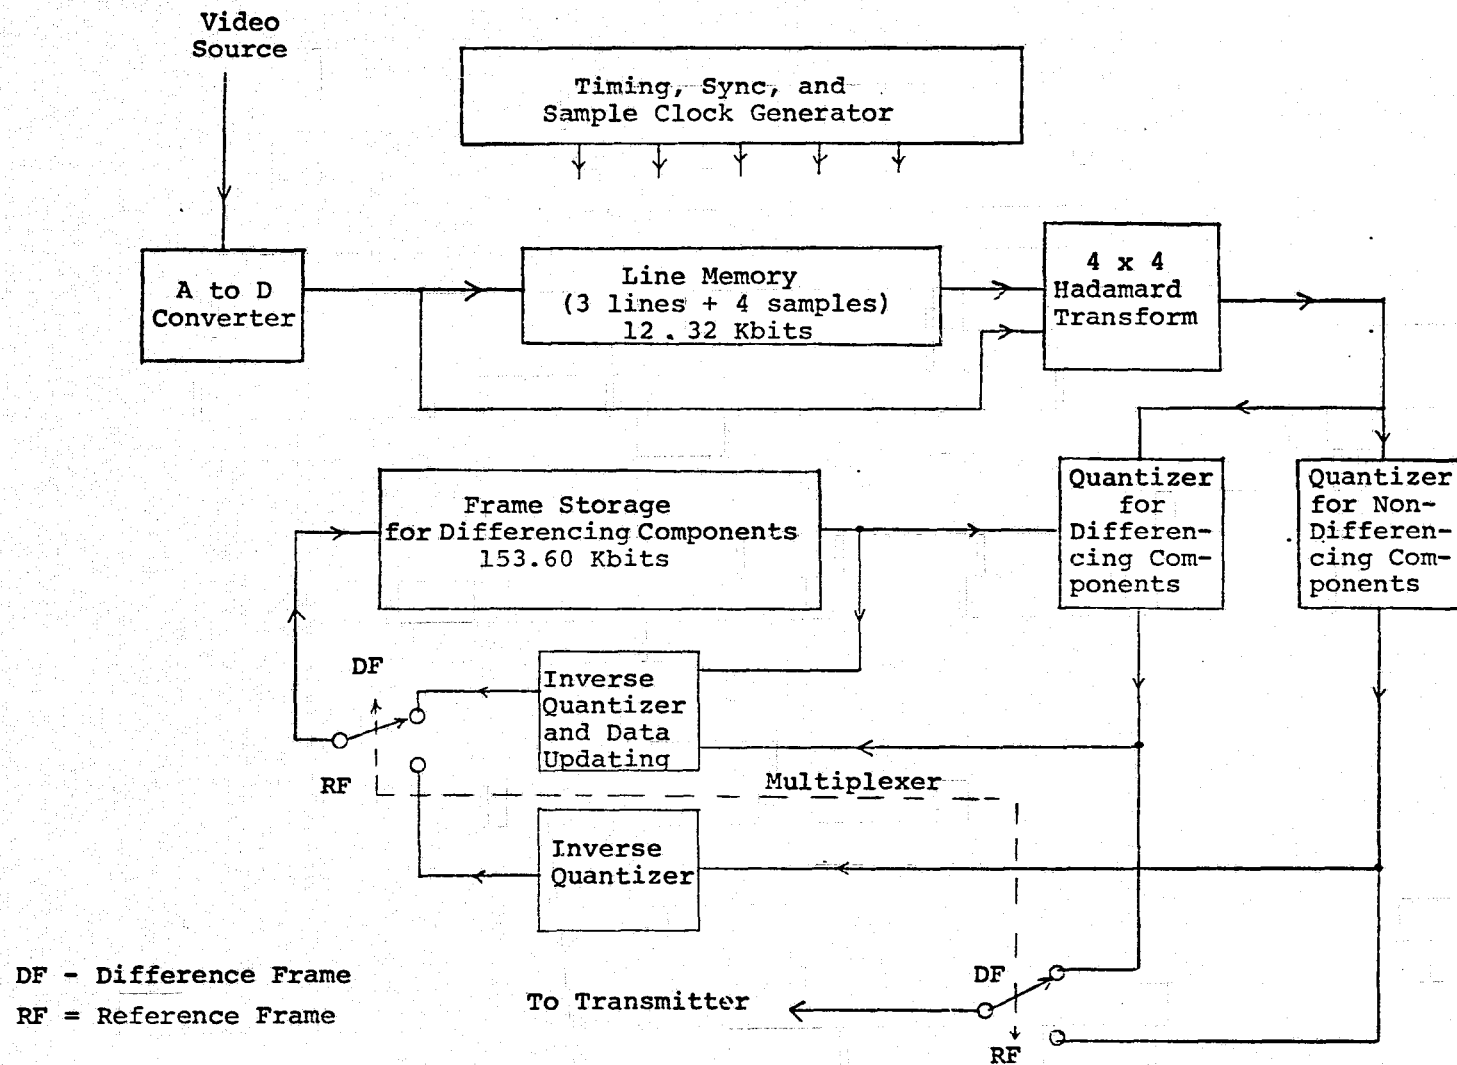 Video
Source
Timing, Sync, and
Sample Clock Generator
A to D
Converter
Line Memory
(3 lines + 4 samples)
12.32 Kbits
4 x 4
Hadamard
Transform
Frame Storage
for Differencing Components
153.60 Kbits
Quantizer
for
Differen-
cing Com-
ponents
Quantizer
for Non-
Differen-
cing Com-
ponents
DF
RF
Inverse
Quantizer
and Data
Updating
Multiplexer
Inverse
Quantizer
DF - Difference Frame
RF = Reference Frame
To Transmitter
DF
RF